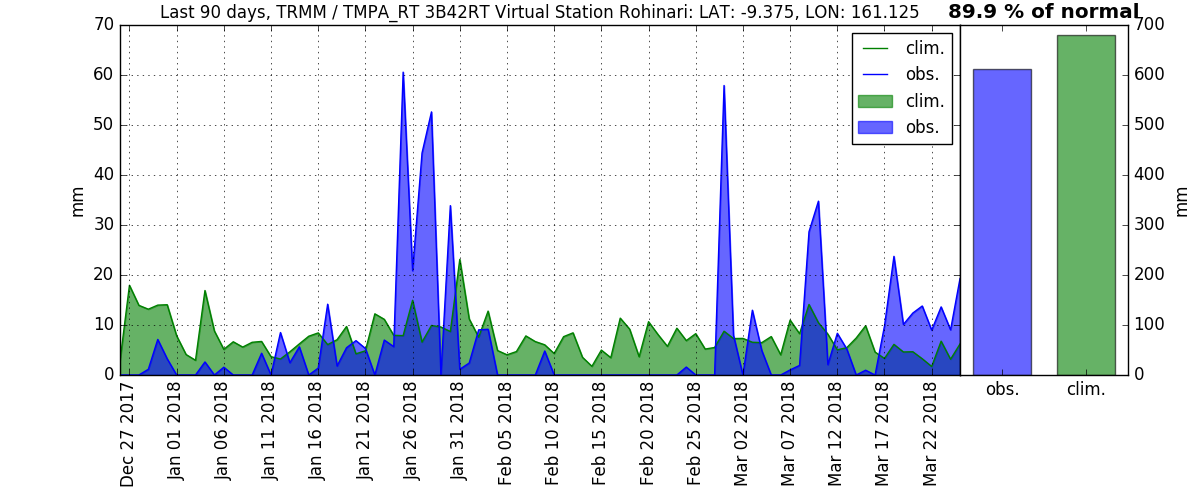 Last 90 days, TRMM / TMPA_RT 3B42RT Virtual Station Rohinari: LAT: -9.375, LON: 161.125
89.9 % of normal
70
60
50
40
30
20
10
0
mm
clim.
obs.
clim.
obs.
700
600
500
400
300
200
100
0
mm
obs.
clim.
Dec 27 2017
Jan 01 2018
Jan 06 2018
Jan 11 2018
Jan 16 2018
Jan 21 2018
Jan 26 2018
Jan 31 2018
Feb 05 2018
Feb 10 2018
Feb 15 2018
Feb 20 2018
Feb 25 2018
Mar 02 2018
Mar 07 2018
Mar 12 2018
Mar 17 2018
Mar 22 2018